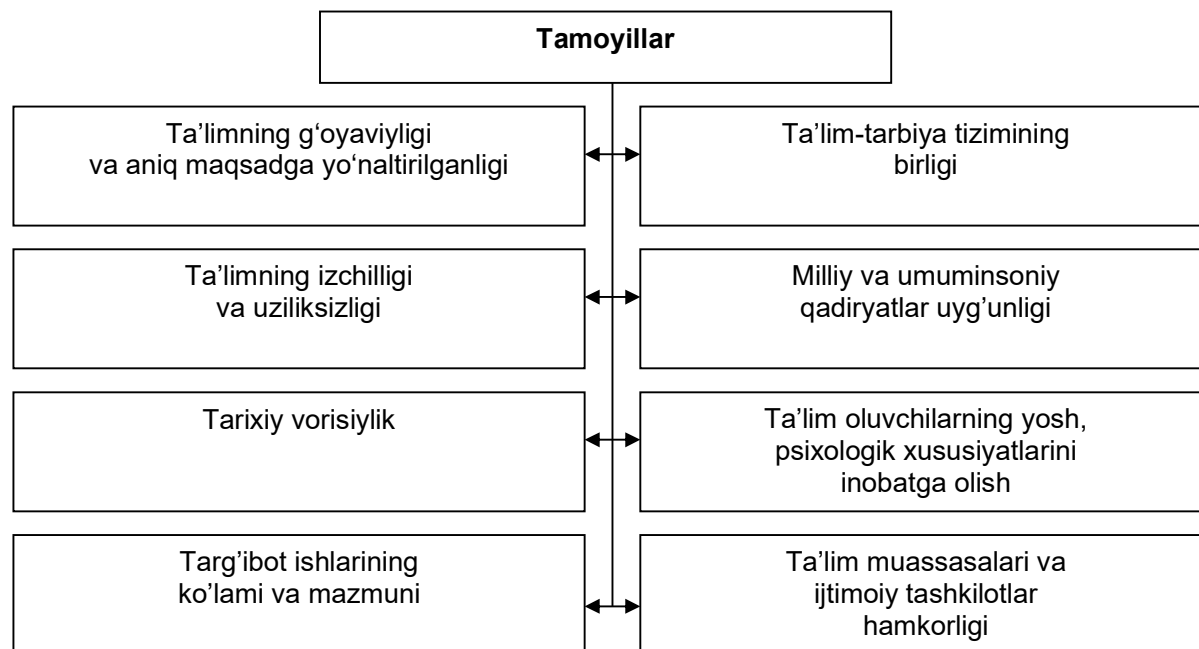 Tamoyillar
Ta’limning g‘oyaviyligi
va aniq maqsadga yo‘naltirilganligi
Ta’lim-tarbiya tizimining
birligi
Ta’limning izchilligi
va uziliksizligi
Milliy va umuminsoniy
qadiryatlar uyg’unligi
Tarixiy vorisiylik
Ta’lim oluvchilarning yosh,
psixologik xususiyatlarini
inobatga olish
Targ’ibot ishlarining
ko’lami va mazmuni
Ta’lim muassasalari va
ijtimoiy tashkilotlar
hamkorligi